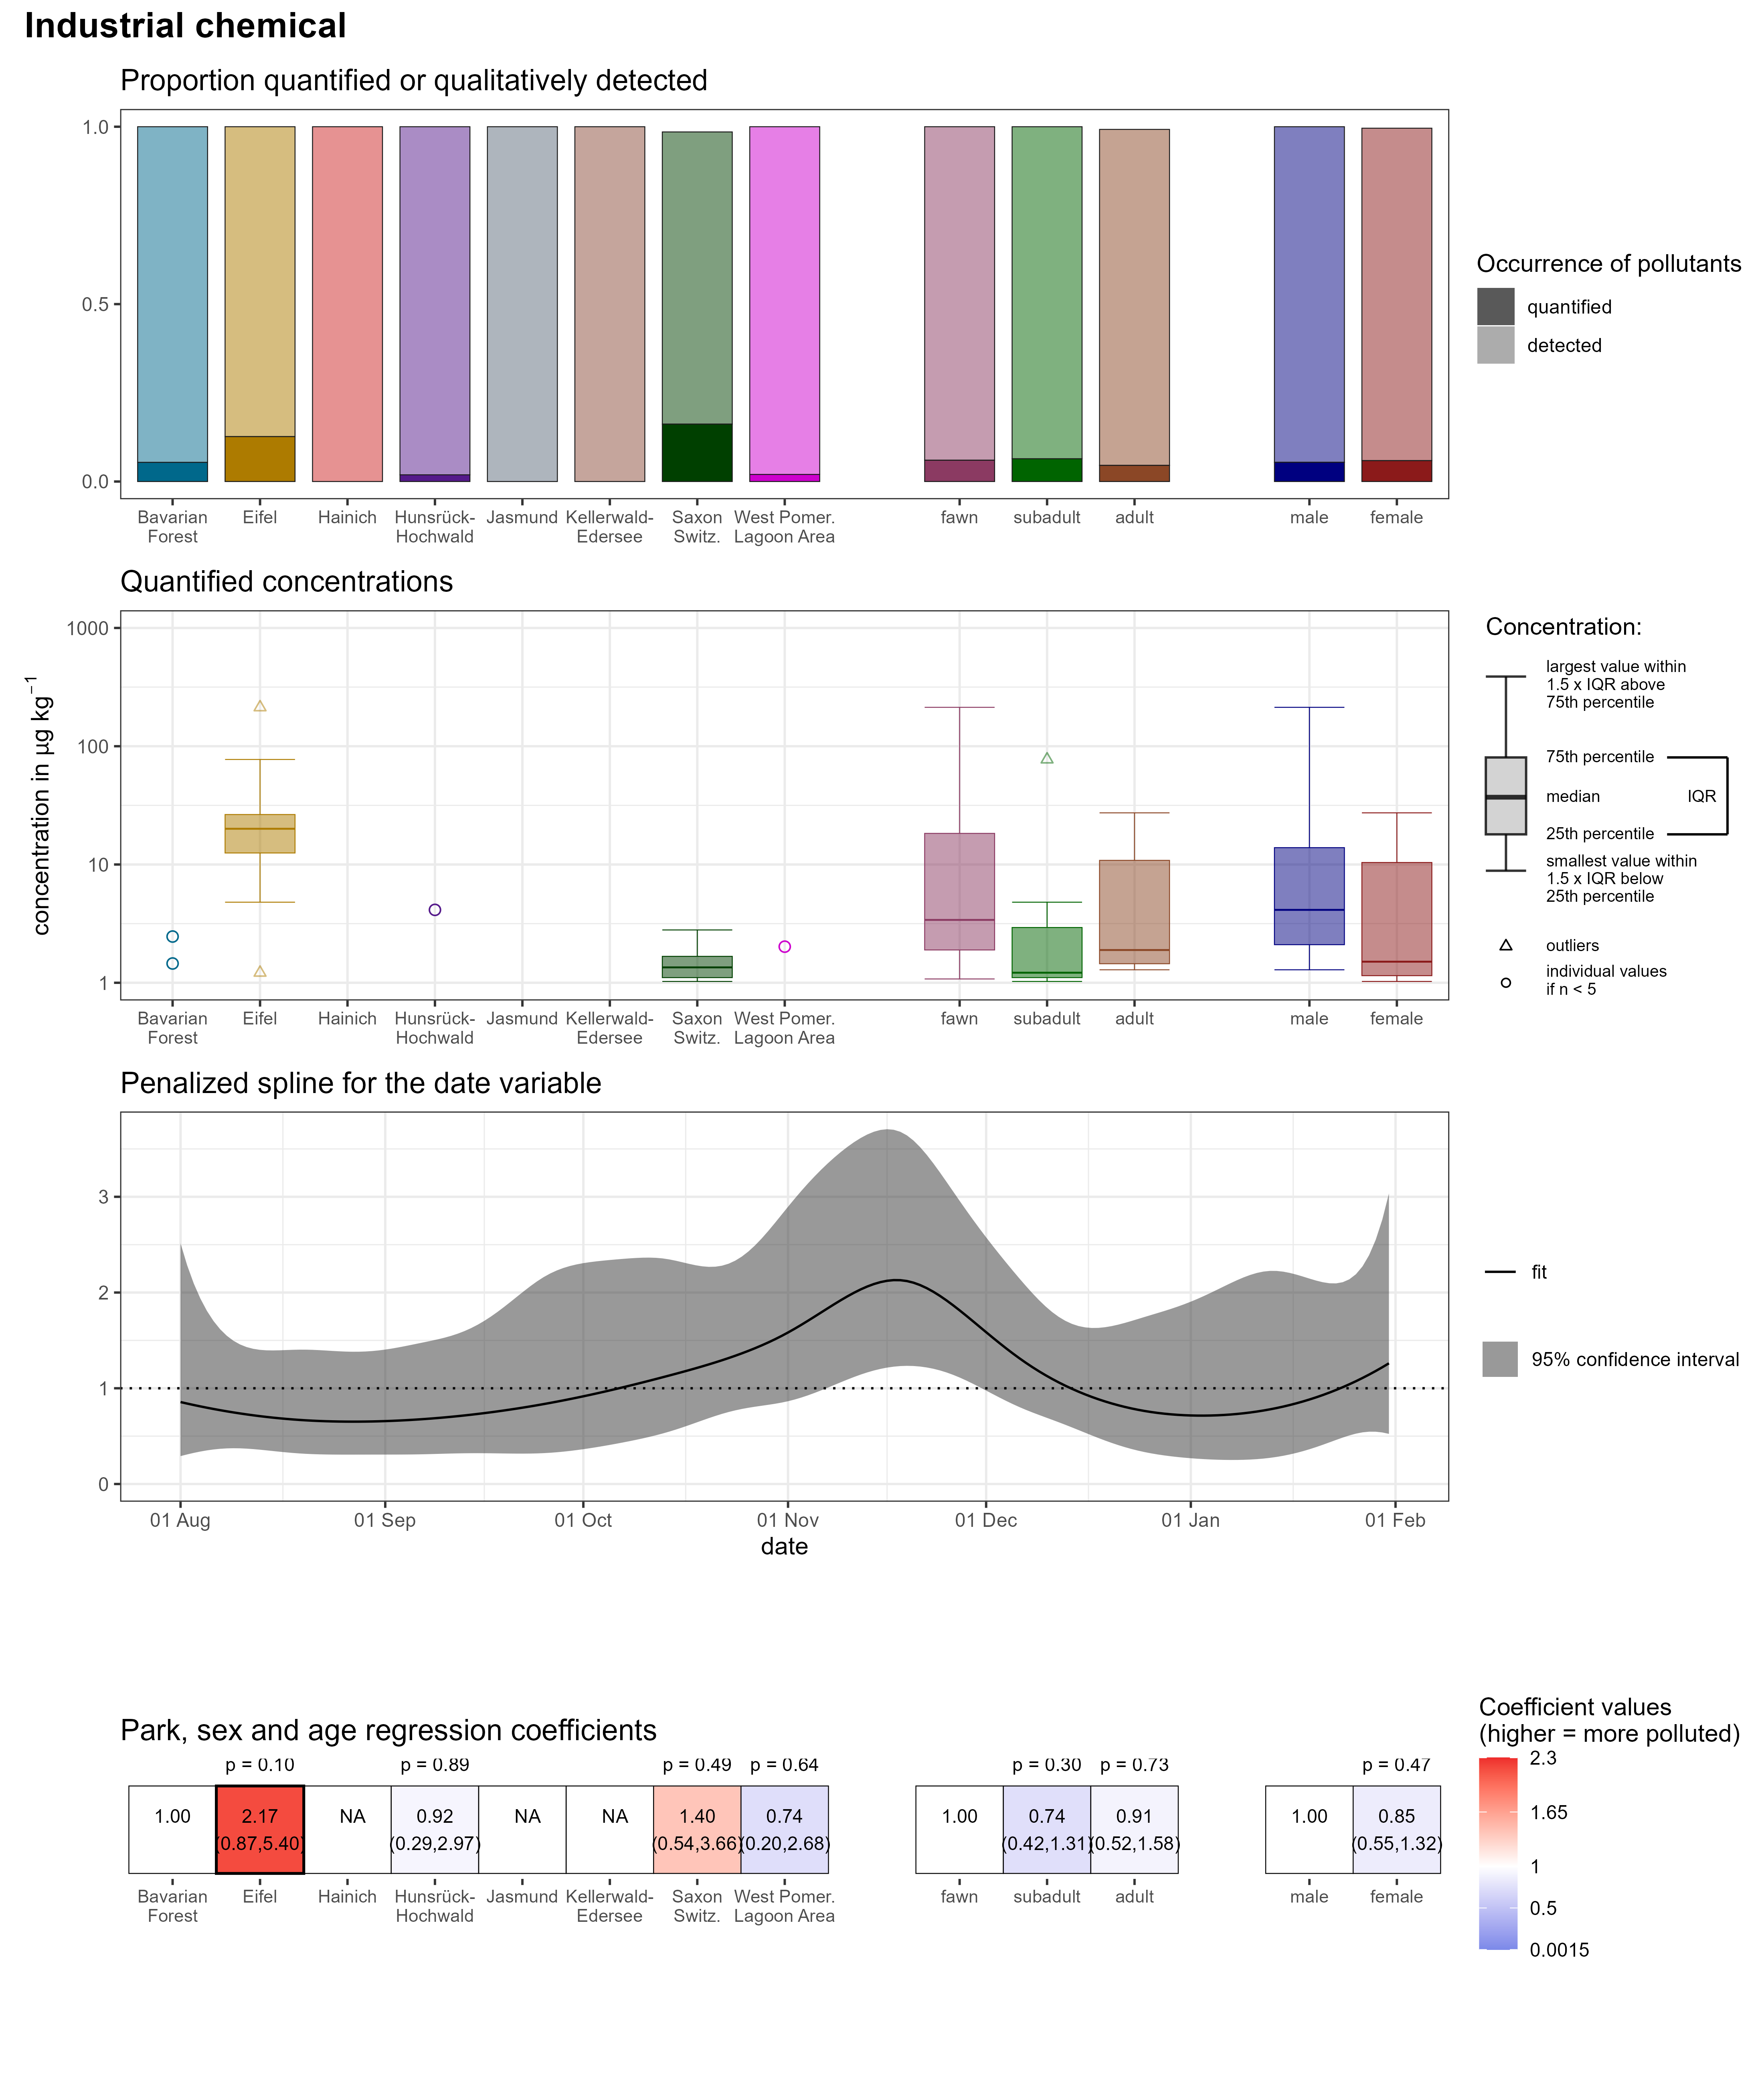 Industrial chemical
Proportion quantified or qualitatively detected
1.0
0.5
0.0
Bavarian Forest
Eifel
Hainich
Hunsrück-Hochwald
Jasmund
Kellerwald-Edersee
Saxon Switz.
West Pomer. Lagoon Area
fawn
subadult
adult
male
female
Occurrence of pollutants
quantified
detected
Quantified concentrations
concentration in µg kg⁻¹
1000
100
10
1
Bavarian Forest
Eifel
Hainich
Hunsrück-Hochwald
Jasmund
Kellerwald-Edersee
Saxon Switz.
West Pomer. Lagoon Area
fawn
subadult
adult
male
female
Concentration:
largest value within
1.5 x IQR above
75th percentile
75th percentile
median
IQR
25th percentile
smallest value within
1.5 x IQR below
25th percentile
outliers
individual values
if n < 5
Penalized spline for the date variable
3
2
1
0
01 Aug
01 Sep
01 Oct
01 Nov
01 Dec
01 Jan
01 Feb
date
fit
95% confidence interval
Park, sex and age regression coefficients
p = 0.10
p = 0.89
p = 0.49
p = 0.64
p = 0.30
p = 0.73
p = 0.47
1.00
2.17
(0.87,5.40)
NA
0.92
(0.29,2.97)
NA
NA
1.40
(0.54,3.66)
0.74
(0.20,2.68)
1.00
0.74
(0.42,1.31)
0.91
(0.52,1.58)
1.00
0.85
(0.55,1.32)
Bavarian Forest
Eifel
Hainich
Hunsrück-Hochwald
Jasmund
Kellerwald-Edersee
Saxon Switz.
West Pomer. Lagoon Area
fawn
subadult
adult
male
female
Coefficient values
(higher = more polluted)
2.3
1.65
1
0.5
0.0015